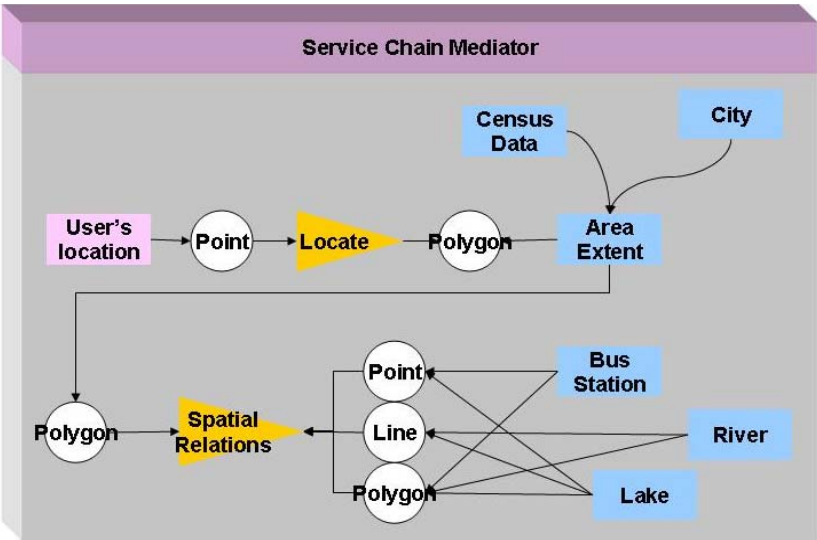 Service Chain Mediator
Census
Data
City
User's
location
Point
Locate
Polygon
Area
Extent
Point
Bus
Station
Polygon
Spatial
Relations
Line
River
Polygon
Lake